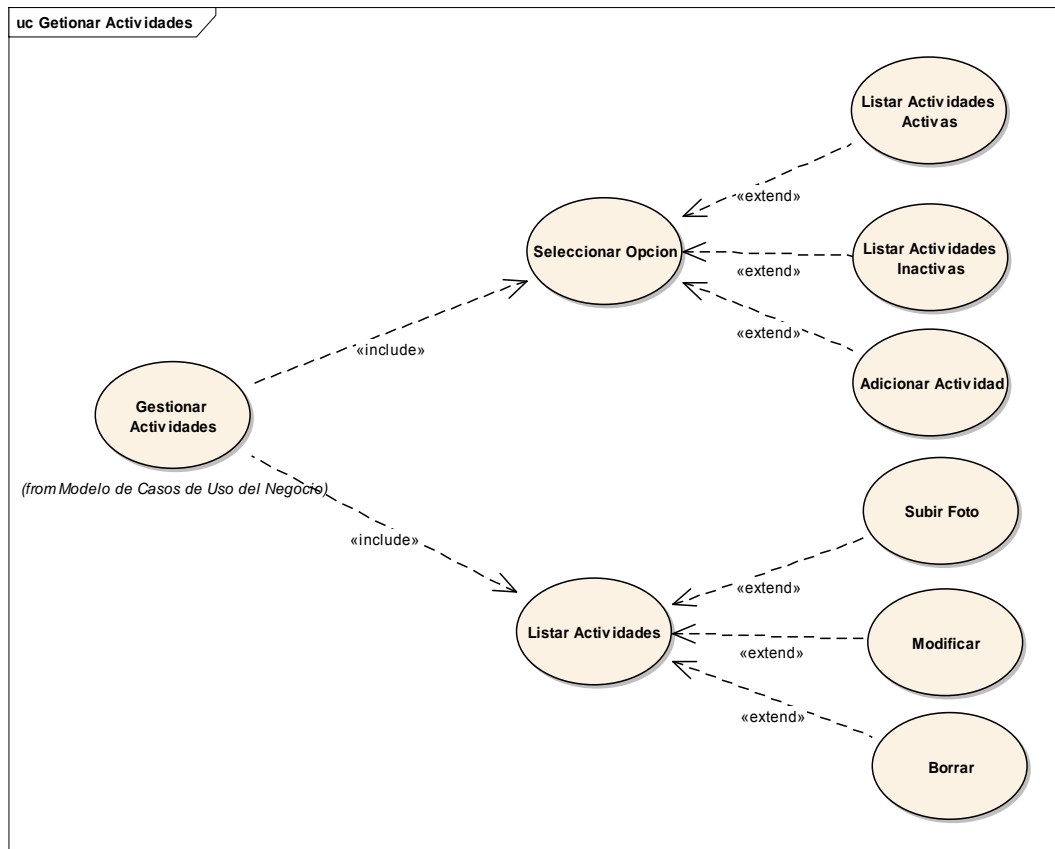 uc Getionar Actividades
Listar Actividades
Activas
«extend»
Seleccionar Opcion
Listar Actividades
Inactivas
«extend»
«extend»
Adicionar Actividad
«include»
Gestionar
Actividades
(from Modelo de Casos de Uso del Negocio)
«include»
Subir Foto
«extend»
Listar Actividades
Modificar
«extend»
«extend»
Borrar